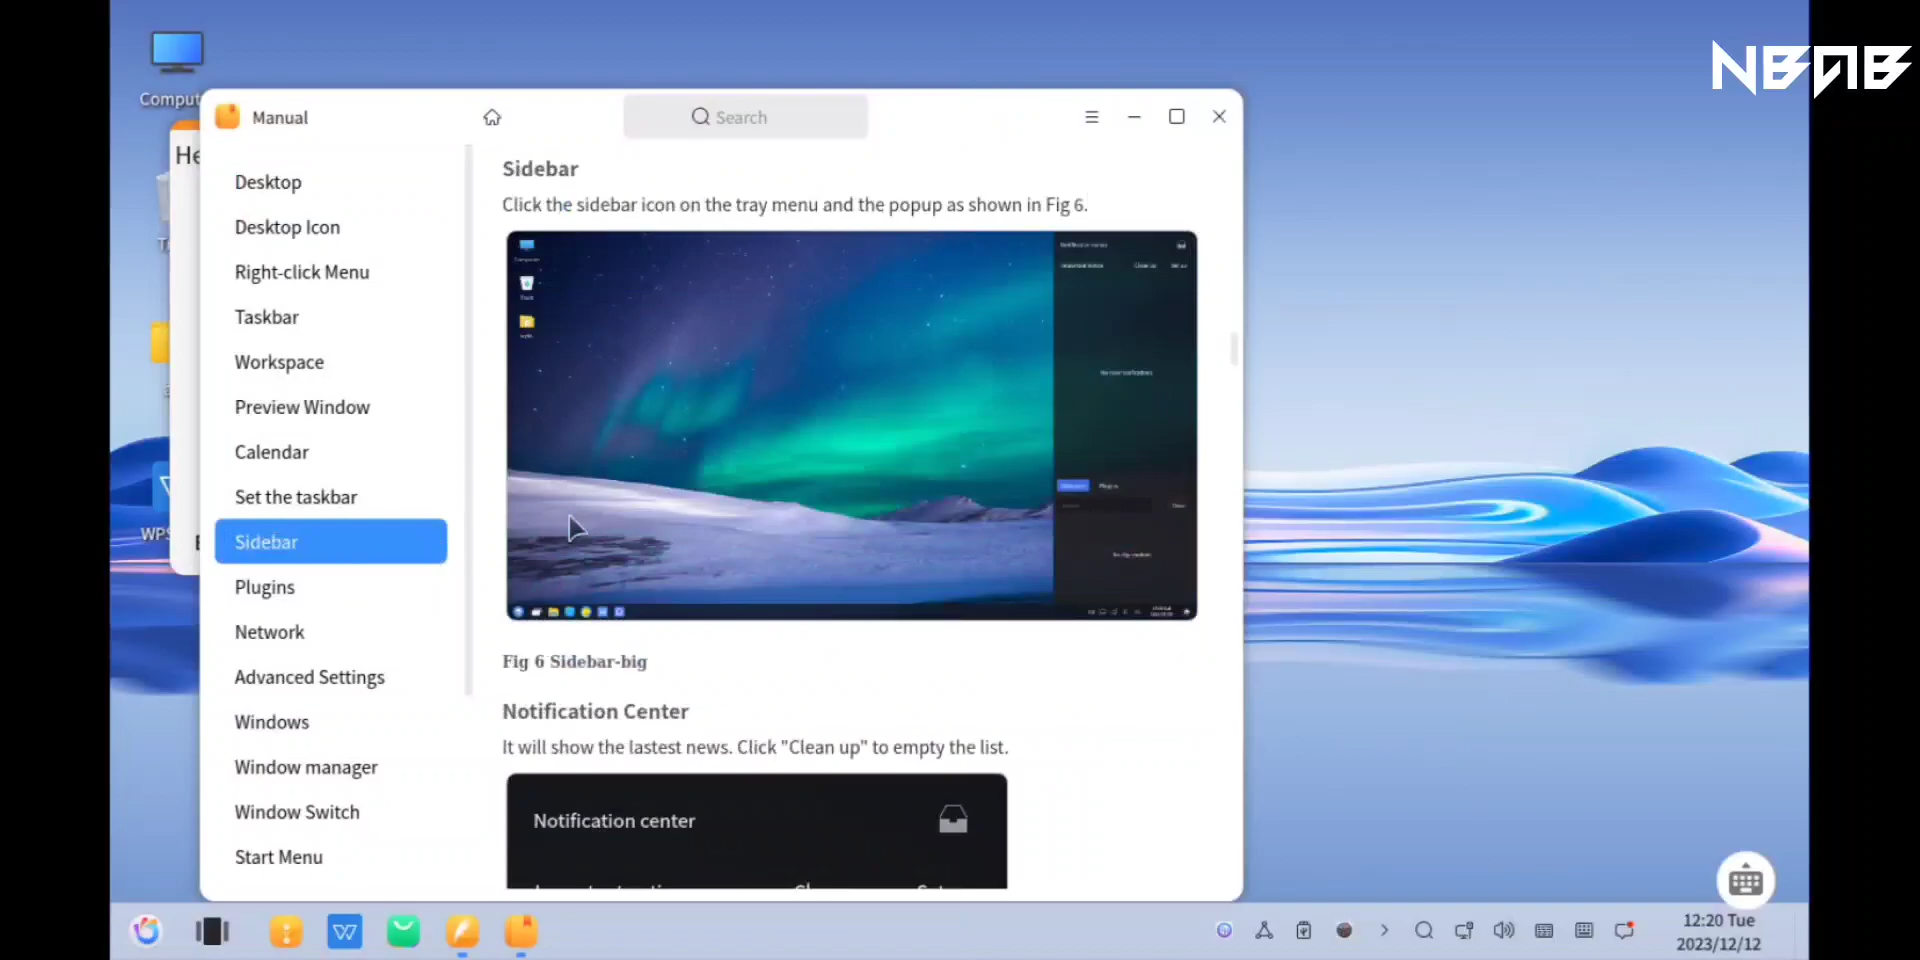 NBAB
Comput
He
Manual
Search
Desktop
Desktop Icon
Right-click Menu
Taskbar
Workspace
Preview Window
Calendar
Set the taskbar
Sidebar
Plugins
Network
Advanced Settings
Windows
Window manager
Window Switch
Start Menu
WPS
Sidebar
Click the sidebar icon on the tray menu and the popup as shown in Fig 6.
Fig 6 Sidebar-big
Notification Center
It will show the lastest news. Click "Clean up" to empty the list.
Notification center
12:20 Tue
2023/12/12